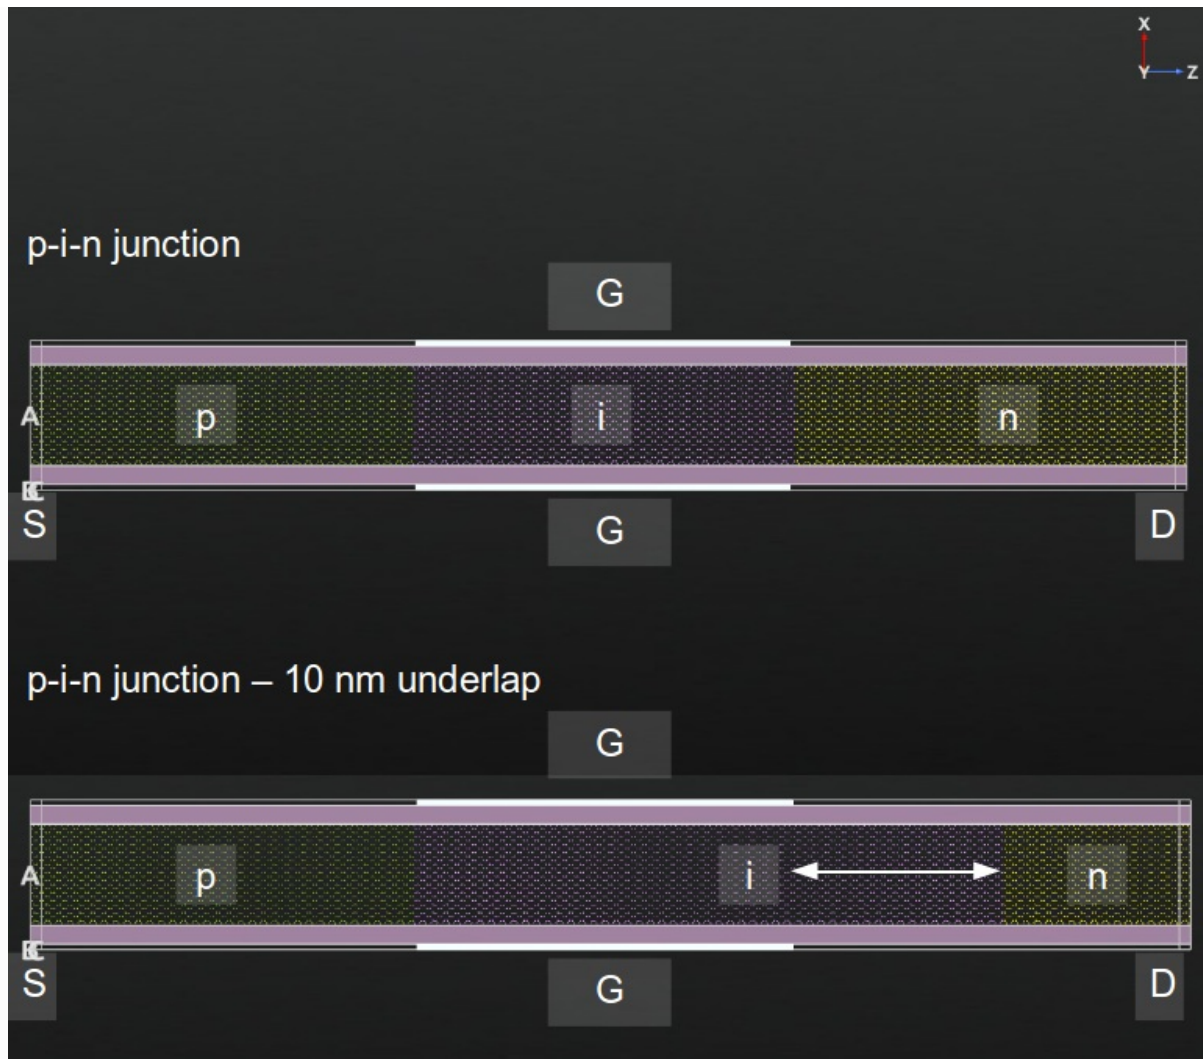 X
Y Z
p-i-n junction
G
p i n
A
S G D
p-i-n junction – 10 nm underlap
G
p i n
A
S G D